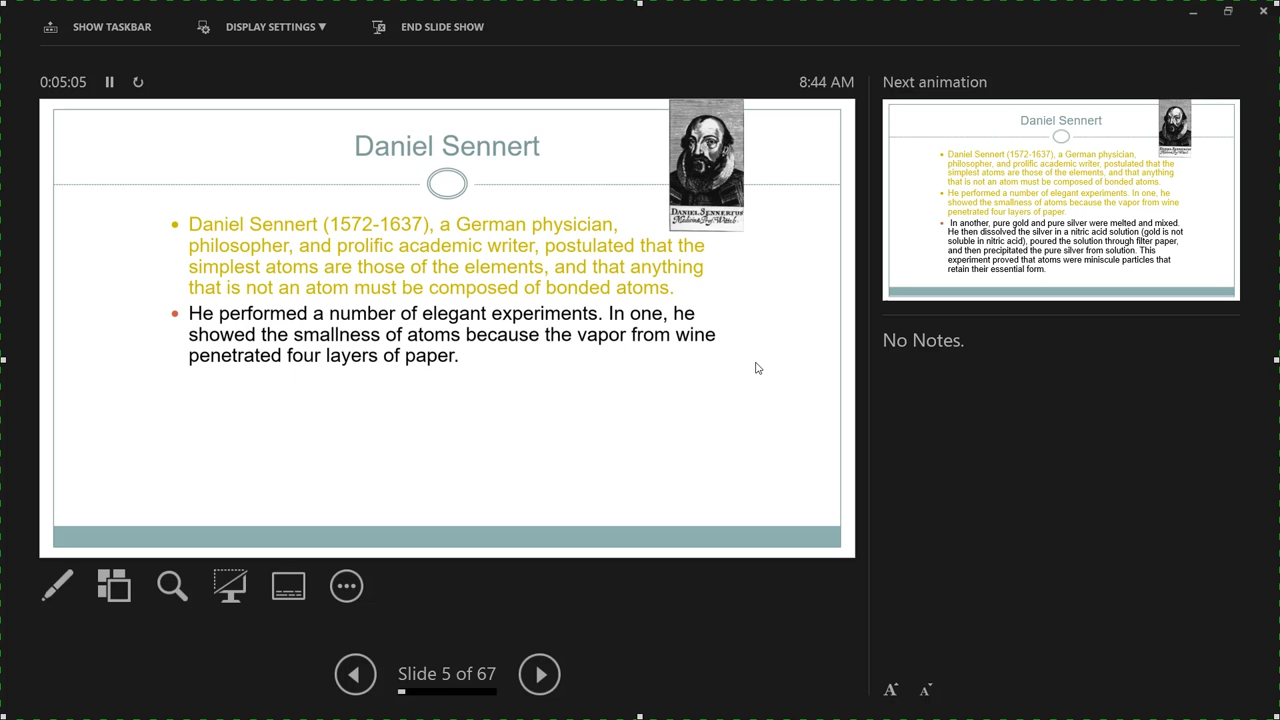 SHOW TASKBAR
DISPLAY SETTINGS ▼
END SLIDE SHOW
0:05:05
8:44 AM
Daniel Sennert
DANIEL SENNERTUS
• Daniel Sennert (1572-1637), a German physician,
philosopher, and prolific academic writer, postulated that the
simplest atoms are those of the elements, and that anything
that is not an atom must be composed of bonded atoms.
• He performed a number of elegant experiments. In one, he
showed the smallness of atoms because the vapor from wine
penetrated four layers of paper.
Slide 5 of 67
Next animation
Daniel Sennert
• Daniel Sennert (1572-1637), a German physician,
philosopher, and prolific academic writer, postulated that the
simplest atoms are those of the elements, and that anything
that is not an atom must be composed of bonded atoms.
• He performed a number of elegant experiments. In one, he
showed the smallness of atoms because the vapor from wine
penetrated four layers of paper.
• In another, pure gold and pure silver were melted and mixed.
He then dissolved the silver in a nitric acid solution (gold is not
soluble in nitric acid), poured the solution through filter paper,
and then precipitated the pure silver from solution. This
experiment proved that atoms were miniscule particles that
retain their essential form.
No Notes.
A A